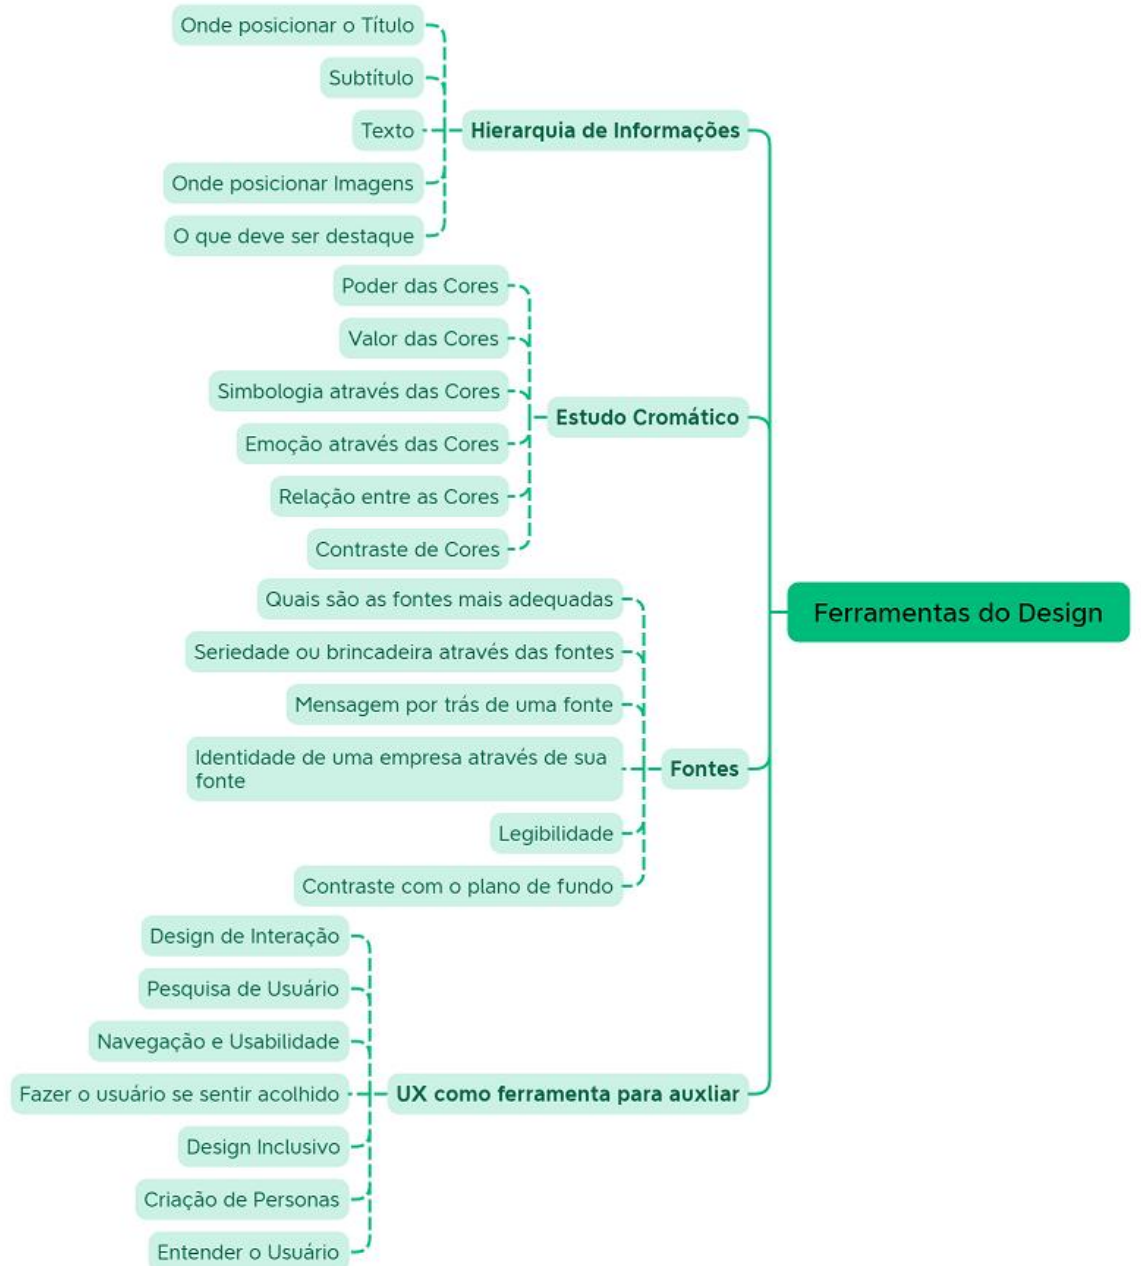 Onde posicionar o Título
Subtítulo
Texto
Onde posicionar Imagens
O que deve ser destaque
Hierarquia de Informações
Poder das Cores
Valor das Cores
Simbologia através das Cores
Emoção através das Cores
Relação entre as Cores
Contraste de Cores
Estudo Cromático
Ferramentas do Design
Quais são as fontes mais adequadas
Seriedade ou brincadeira através das fontes
Mensagem por trás de uma fonte
Identidade de uma empresa através de sua
fonte
Legibilidade
Contraste com o plano de fundo
Fontes
Design de Interação
Pesquisa de Usuário
Navegação e Usabilidade
Fazer o usuário se sentir acolhido
Design Inclusivo
Criação de Personas
Entender o Usuário
UX como ferramenta para auxliar